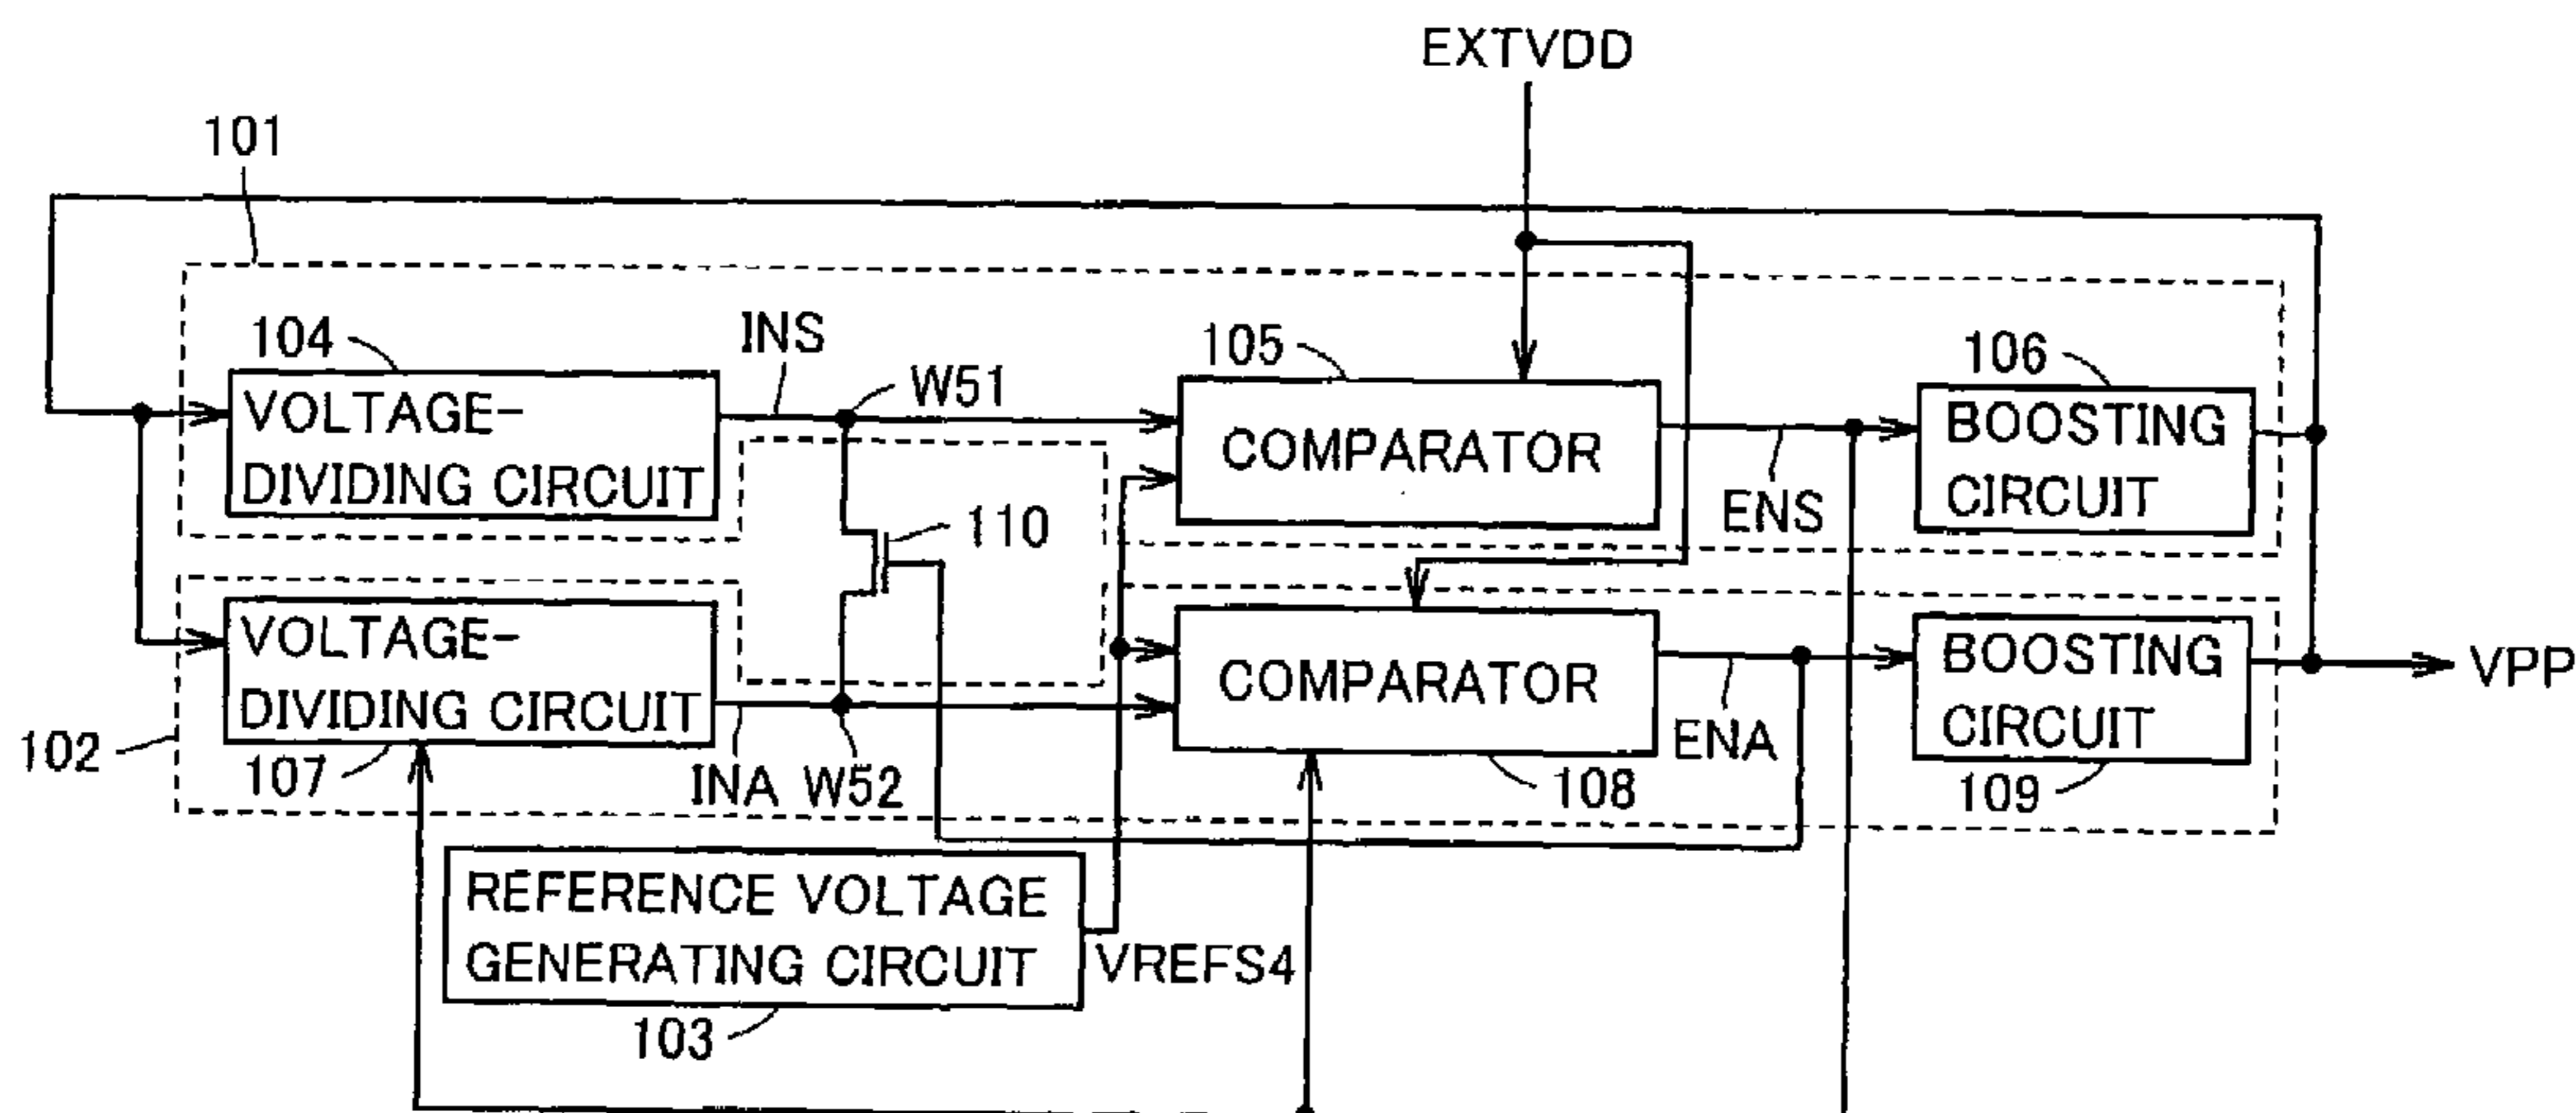 EXTVDD
101
104
INS
W51
105
106
VOLTAGE-
DIVIDING CIRCUIT
COMPARATOR
ENS
BOOSTING
CIRCUIT
110
VOLTAGE-
DIVIDING CIRCUIT
COMPARATOR
ENA
BOOSTING
CIRCUIT
VPP
102
107
INA
W52
108
109
REFERENCE VOLTAGE
GENERATING CIRCUIT
VREFS4
103